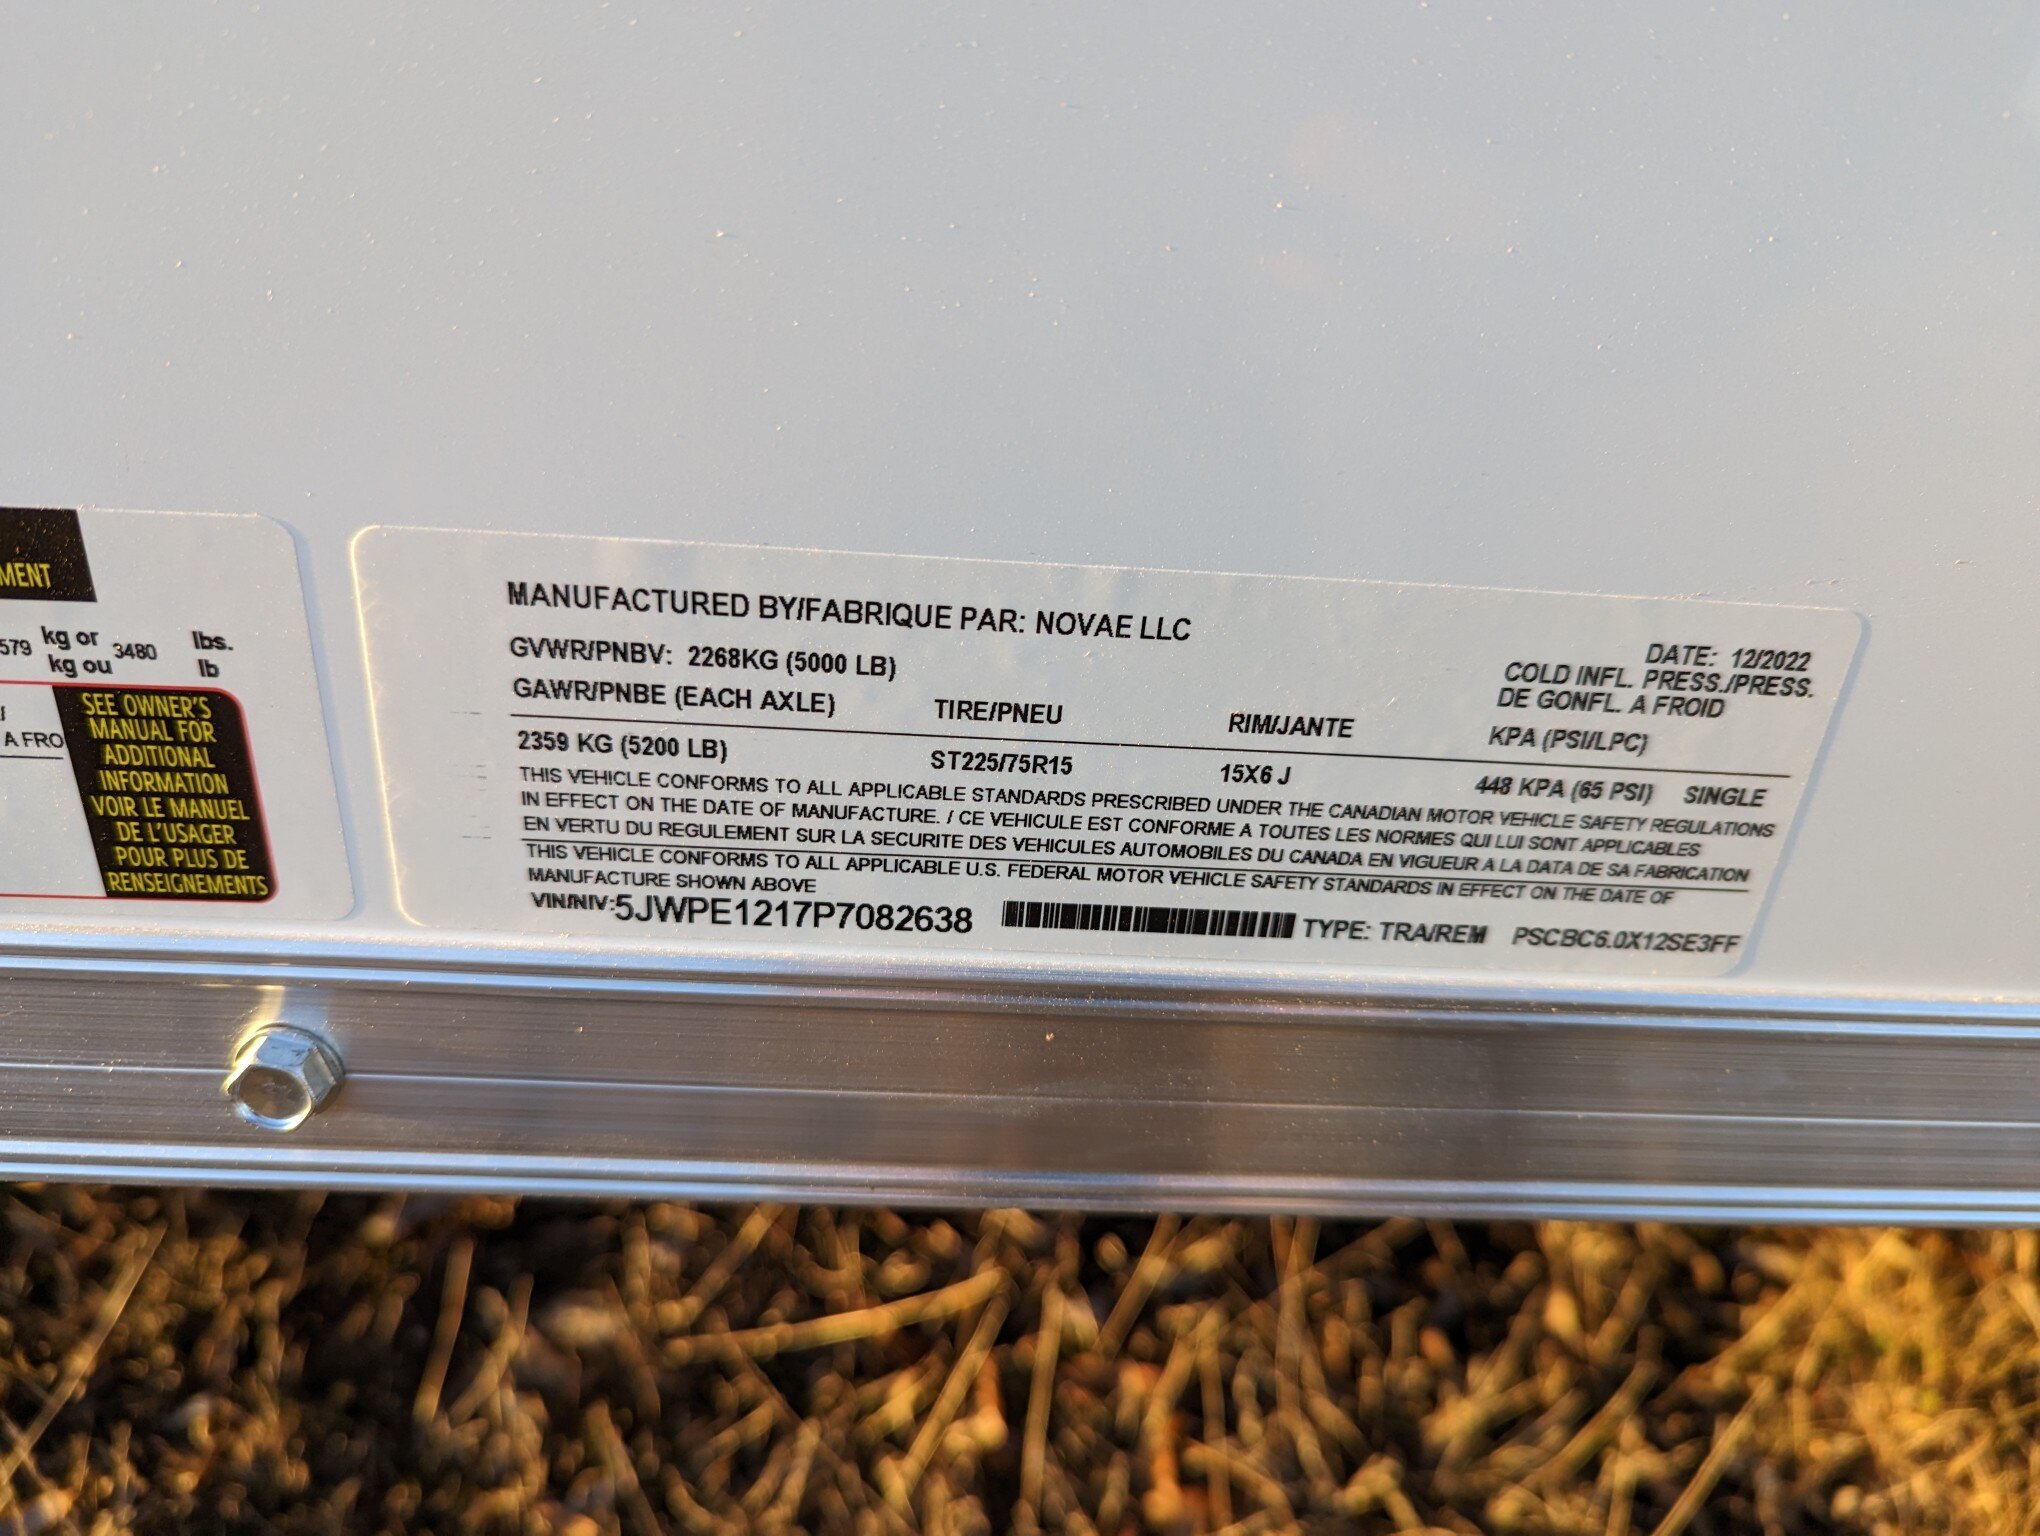 MENT
579 kg or 3480 lbs.
kg ou lb
A FRO
SEE OWNER'S
MANUAL FOR
ADDITIONAL
INFORMATION
VOIR LE MANUEL
DE L'USAGER
POUR PLUS DE
RENSEIGNEMENTS
MANUFACTURED BY/FABRIQUE PAR: NOVAE LLC
DATE: 12/2022
GVWR/PNBV: 2268KG (5000 LB)
COLD INFL. PRESS./PRESS.
DE GONFL. A FROID
GAWR/PNBE (EACH AXLE) TIRE/PNEU RIM/JANTE KPA (PSI/LPC)
2359 KG (5200 LB) ST225/75R15 15X6 J 448 KPA (65 PSI) SINGLE
THIS VEHICLE CONFORMS TO ALL APPLICABLE STANDARDS PRESCRIBED UNDER THE CANADIAN MOTOR VEHICLE SAFETY REGULATIONS
IN EFFECT ON THE DATE OF MANUFACTURE. / CE VEHICULE EST CONFORME A TOUTES LES NORMES QUI LUI SONT APPLICABLES
EN VERTU DU REGULEMENT SUR LA SECURITE DES VEHICULES AUTOMOBILES DU CANADA EN VIGUEUR A LA DATA DE SA FABRICATION
THIS VEHICLE CONFORMS TO ALL APPLICABLE U.S. FEDERAL MOTOR VEHICLE SAFETY STANDARDS IN EFFECT ON THE DATE OF
MANUFACTURE SHOWN ABOVE
VIN/NIV:5JWPE1217P7082638 TYPE: TRA/REM PSCBC6.0X12SE3FF